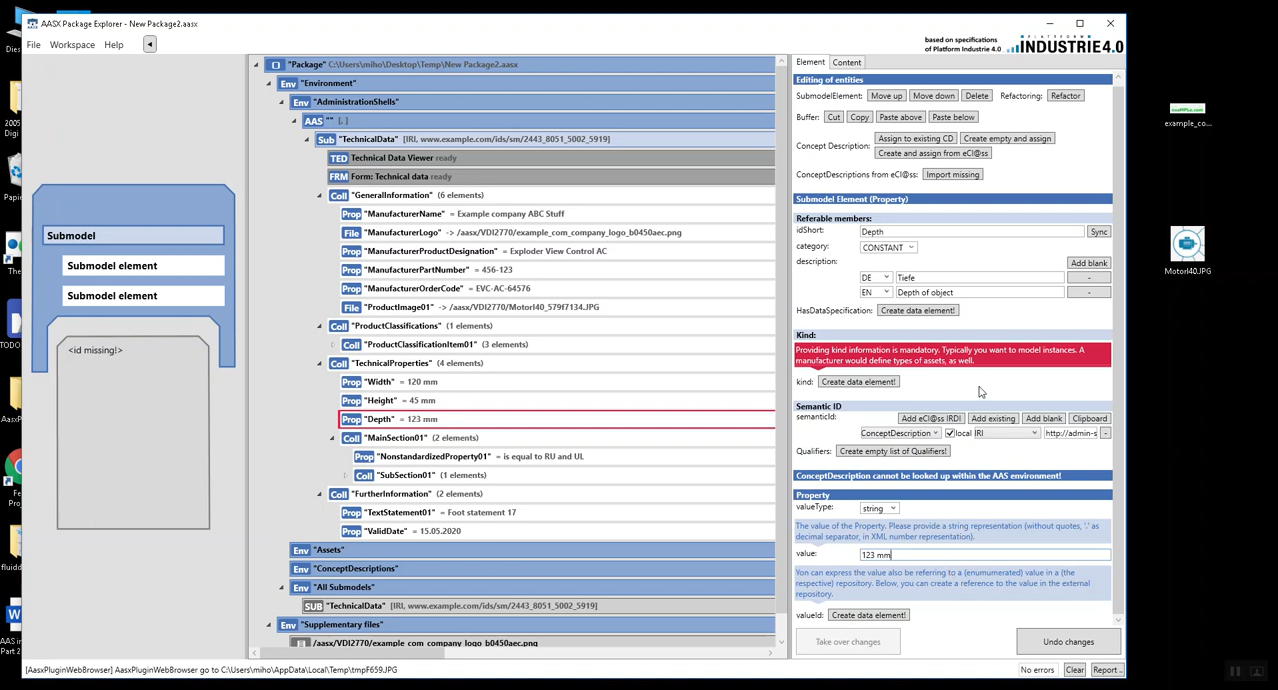 AASX Package Explorer - New Package2.aasx
File Workspace Help
based on specifications
of Platform Industrie 4.0
PLATTFORM
INDUSTRIE4.0
Submodel
Submodel element
Submodel element
<id missing!>
"Package" C:\Users\miho\Desktop\Temp\New Package2.aasx
Env "Environment"
Env "AdministrationShells"
AAS "" [, ]
Sub "TechnicalData" [IRI, www.example.com/ids/sm/2443_8051_5002_5919]
TED Technical Data Viewer ready
FRM Form: Technical data ready
Coll "GeneralInformation" (6 elements)
Prop "ManufacturerName" = Example company ABC Stuff
File "ManufacturerLogo" -> /aasx/VDI2770/example_com_company_logo_b0450aec.png
Prop "ManufacturerProductDesignation" = Exploder View Control AC
Prop "ManufacturerPartNumber" = 456-123
Prop "ManufacturerOrderCode" = EVC-AC-64576
File "ProductImage01" -> /aasx/VDI2770/MotorI40_579f7134.JPG
Coll "ProductClassifications" (1 elements)
Coll "ProductClassificationItem01" (3 elements)
Coll "TechnicalProperties" (4 elements)
Prop "Width" = 120 mm
Prop "Height" = 45 mm
Prop "Depth" = 123 mm
Coll "MainSection01" (2 elements)
Prop "NonstandardizedProperty01" = is equal to RU and UL
Coll "SubSection01" (1 elements)
Coll "FurtherInformation" (2 elements)
Prop "TextStatement01" = Foot statement 17
Prop "ValidDate" = 15.05.2020
Env "Assets"
Env "ConceptDescriptions"
Env "All Submodels"
SUB "TechnicalData" [IRI, www.example.com/ids/sm/2443_8051_5002_5919]
Env "Supplementary files"
/aasx/VDI2770/example_com_company_logo_b0450aec.png
Element Content
Editing of entities
SubmodelElement: Move up Move down Delete Refactoring: Refactor
Buffer: Cut Copy Paste above Paste below
Concept Description: Assign to existing CD Create empty and assign
Create and assign from eCl@ss
ConceptDescriptions from eCl@ss: Import missing
Submodel Element (Property)
Referable members:
idShort: Depth Sync
category: CONSTANT
description: Add blank
DE Tiefe -
EN Depth of object -
HasDataSpecification: Create data element!
Kind:
Providing kind information is mandatory. Typically you want to model instances. A
manufacturer would define types of assets, as well.
kind: Create data element!
Semantic ID
semanticId: Add eCl@ss IRDI Add existing Add blank Clipboard
ConceptDescription local IRI http://admin-s -
Qualifiers: Create empty list of Qualifiers!
ConceptDescription cannot be looked up within the AAS environment!
Property
valueType: string
The value of the Property. Please provide a string representation (without quotes, '.' as
decimal separator, in XML number representation).
value: 123 mm
Yon can express the value also be referring to a (enumumerated) value in a (the
respective) repository. Below, you can create a reference to the value in the external
repository.
valueId: Create data element!
Take over changes Undo changes
[AasxPluginWebBrowser] AasxPluginWebBrowser go to C:\Users\miho\AppData\Local\Temp\tmpF659.JPG
No errors Clear Report..
example_co...
MotorI40.JPG
Dies
2005
Digi
Papie
The
TODO
AasxP
Fe
Proj
fluidd
AAS in
Part 2